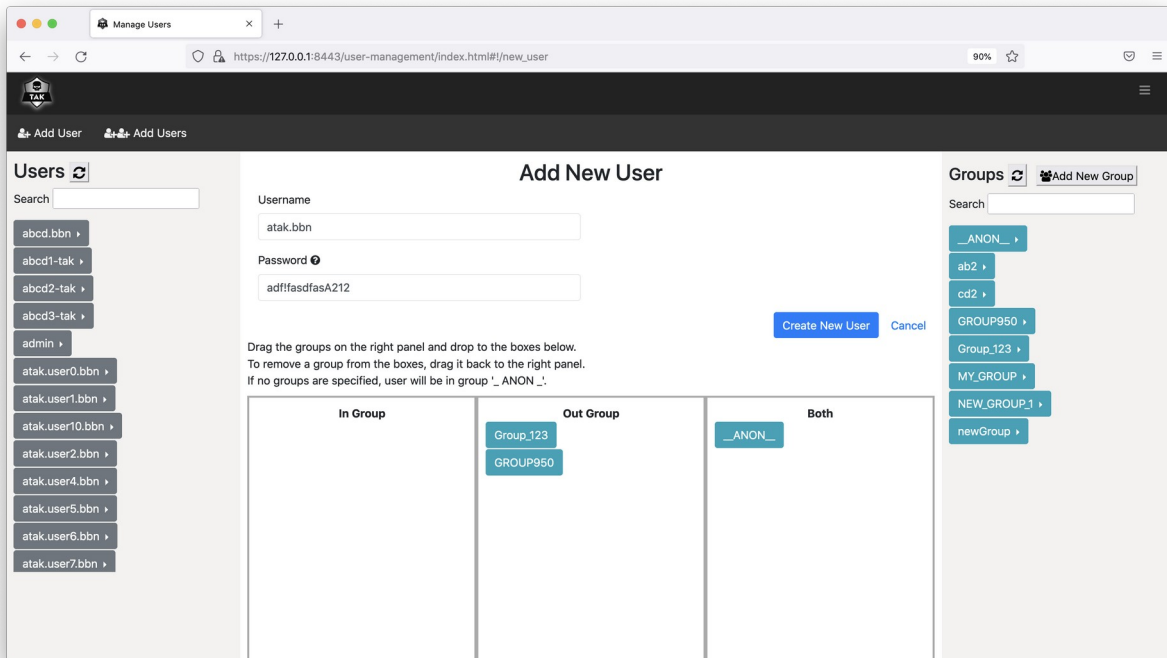 Manage Users
https://127.0.0.1:8443/user-management/index.html#!/new_user
90%
TAK
Add User
Add Users
Users
Search
abcd.bbn
abcd1-tak
abcd2-tak
abcd3-tak
admin
atak.user0.bbn
atak.user1.bbn
atak.user10.bbn
atak.user2.bbn
atak.user4.bbn
atak.user5.bbn
atak.user6.bbn
atak.user7.bbn
Add New User
Username
atak.bbn
Password
adf!fasdfasA212
Create New User
Cancel
Drag the groups on the right panel and drop to the boxes below.
To remove a group from the boxes, drag it back to the right panel.
If no groups are specified, user will be in group '_ ANON _'.
In Group
Out Group
Group_123
GROUP950
Both
__ANON__
Groups
Add New Group
Search
__ANON__
ab2
cd2
GROUP950
Group_123
MY_GROUP
NEW_GROUP_1
newGroup